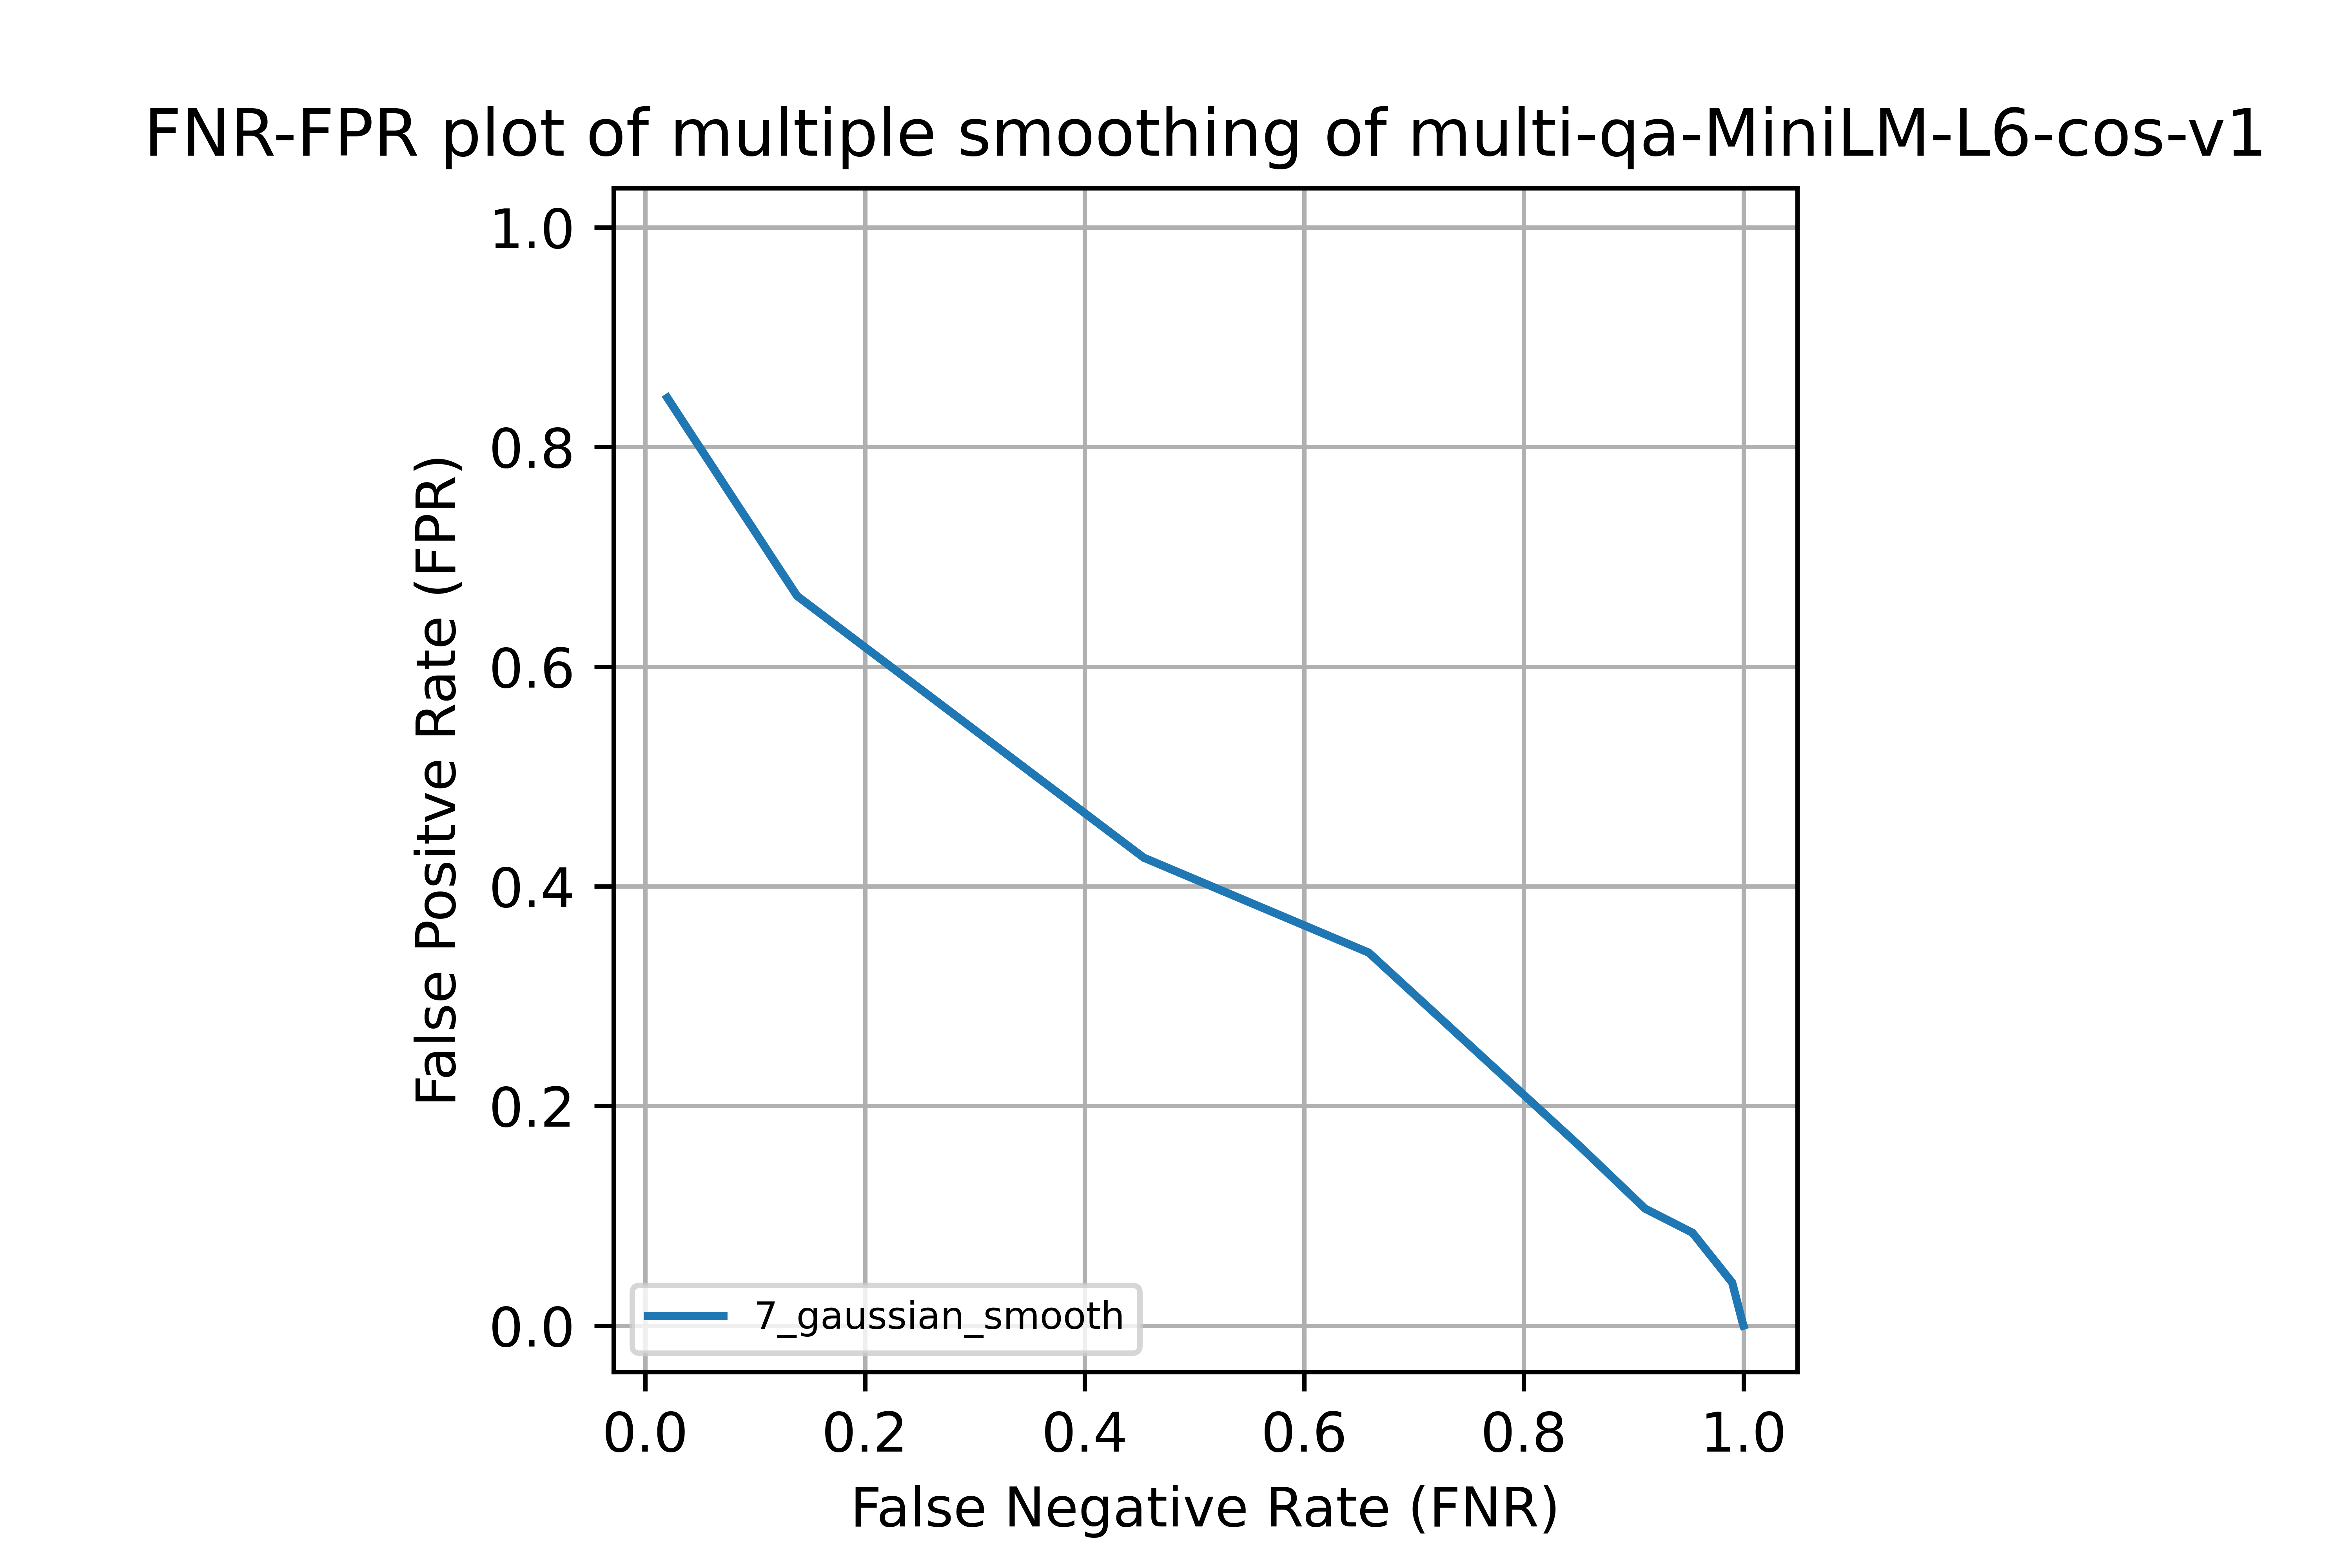 FNR-FPR plot of multiple smoothing of multi-qa-MiniLM-L6-cos-v1
1.0
0.8
0.6
0.4
0.2
0.0
False Positve Rate (FPR)
7_gaussian_smooth
0.0 0.2 0.4 0.6 0.8 1.0
False Negative Rate (FNR)